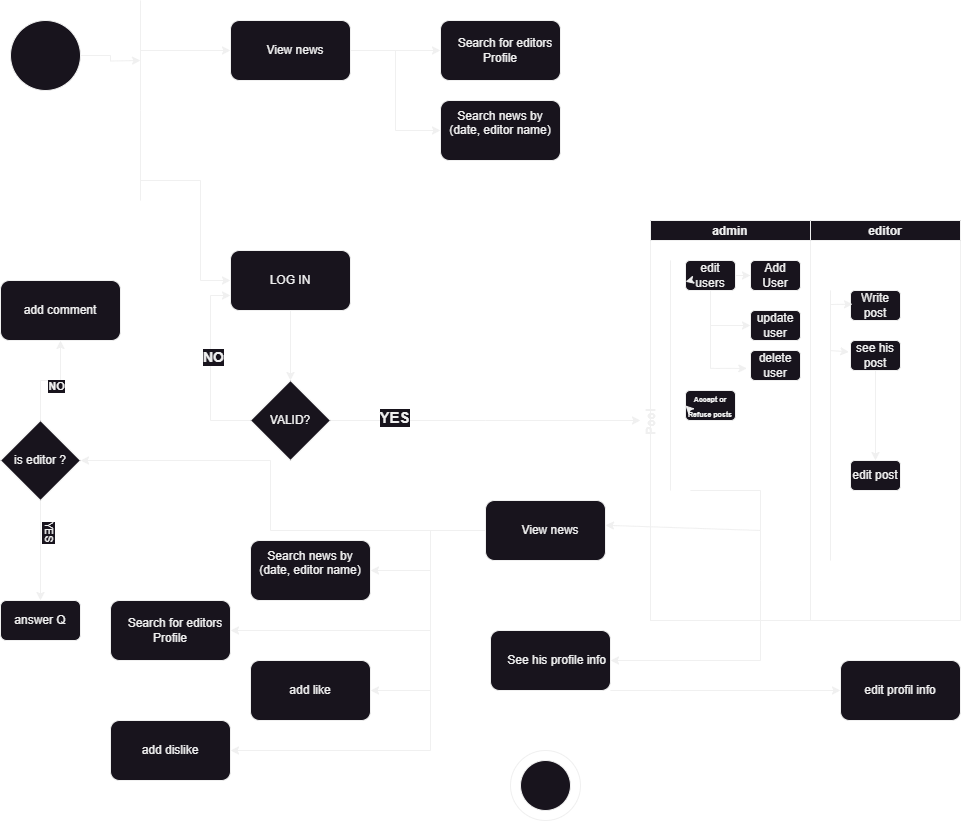 View news
Search for editors
Profile
Search news by
(date, editor name)
admin
editor
edit
users
Add
User
Write
post
update
user
see his
post
delete
user
Accept or
Refuse posts
edit post
Pool
LOG IN
add comment
NO
NO
VALID?
YES
is editor ?
YES
answer Q
View news
Search news by
(date, editor name)
Search for editors
Profile
add like
add dislike
See his profile info
edit profil info